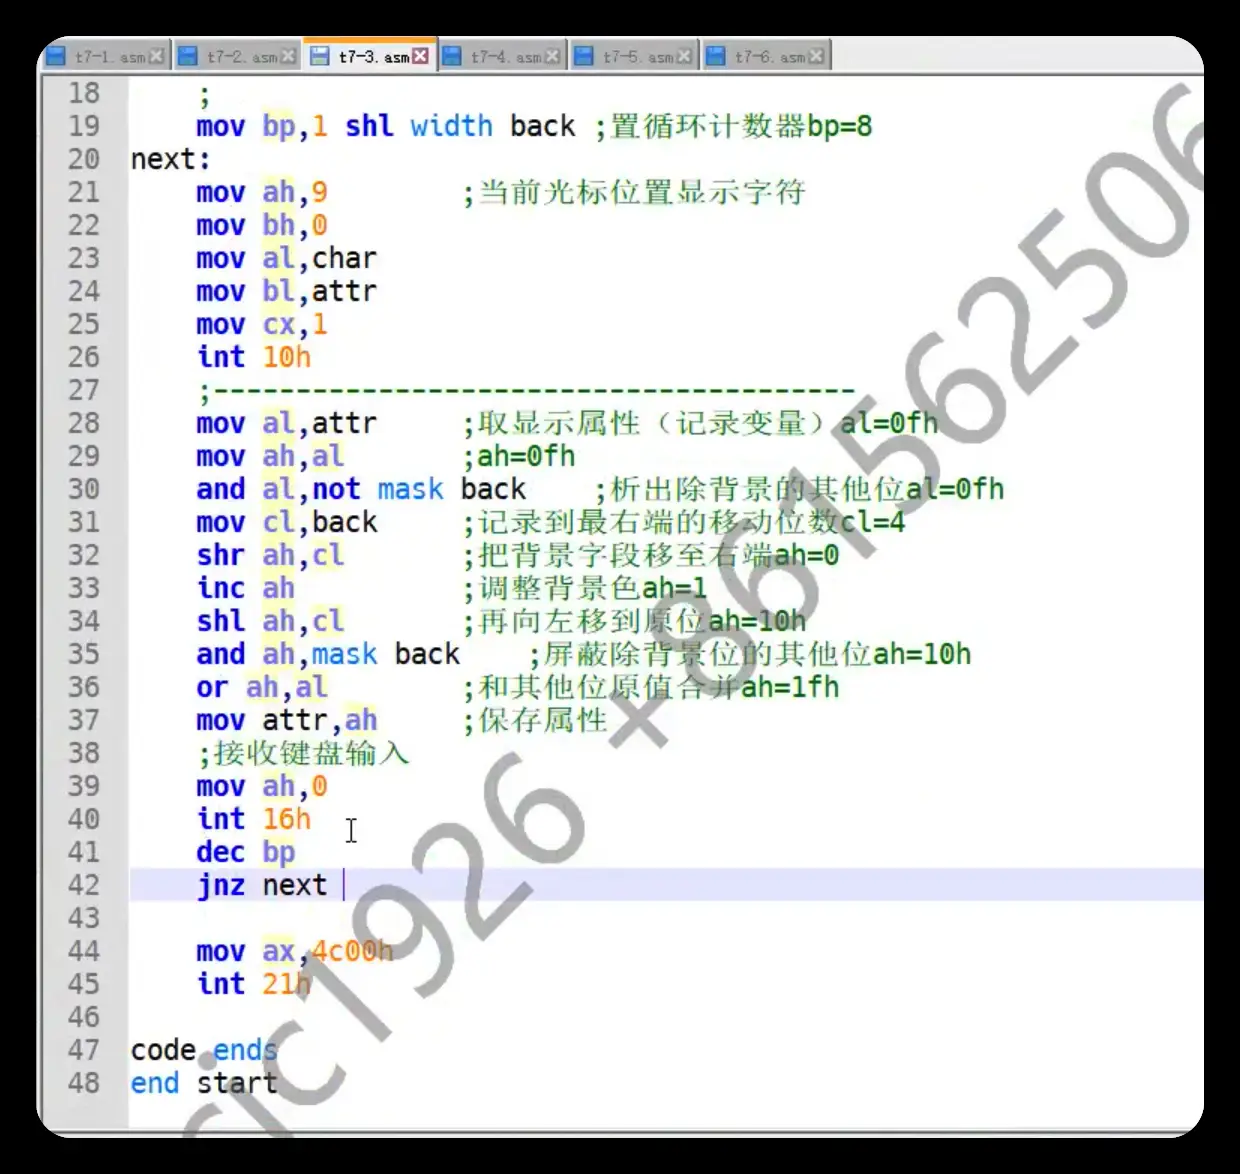 t7-1.asm t7-2.asm t7-3.asm t7-4.asm t7-5.asm t7-6.asm
18 ;
19 mov bp,1 shl width back ;置循环计数器bp=8
20 next:
21 mov ah,9 ;当前光标位置显示字符
22 mov bh,0
23 mov al,char
24 mov bl,attr
25 mov cx,1
26 int 10h
27 ;---------------------------------------
28 mov al,attr ;取显示属性（记录变量）al=0fh
29 mov ah,al ;ah=0fh
30 and al,not mask back ;析出除背景的其他位al=0fh
31 mov cl,back ;记录到最右端的移动位数cl=4
32 shr ah,cl ;把背景字段移至右端ah=0
33 inc ah ;调整背景色ah=1
34 shl ah,cl ;再向左移到原位ah=10h
35 and ah,mask back ;屏蔽除背景位的其他位ah=10h
36 or ah,al ;和其他位原值合并ah=1fh
37 mov attr,ah ;保存属性
38 ;接收键盘输入
39 mov ah,0
40 int 16h
41 dec bp
42 jnz next
43
44 mov ax,4c00h
45 int 21h
46
47 code ends
48 end start
ic1926 +861562506